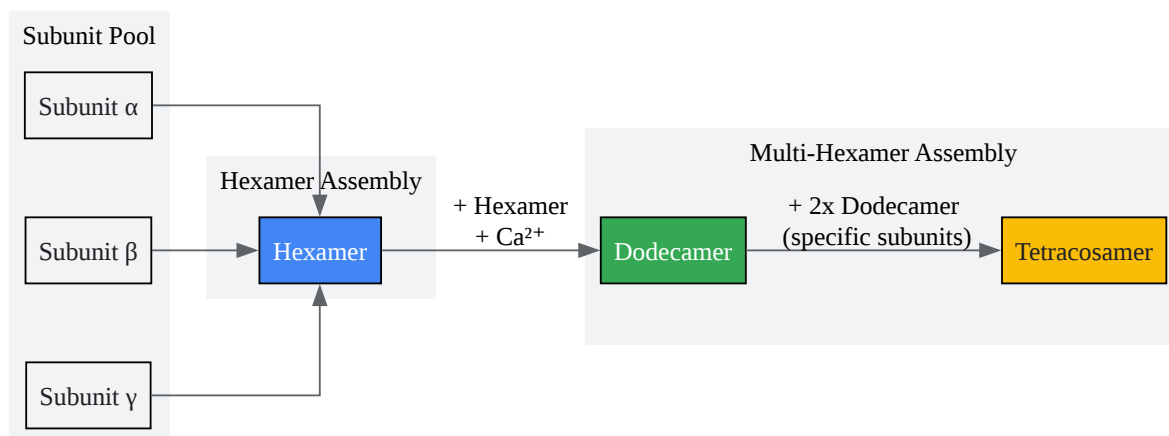 Subunit Pool
Subunit α
Hexamer Assembly
Multi-Hexamer Assembly
+ Hexamer
+ Ca²⁺
+ 2x Dodecamer
(specific subunits)
Subunit β
Hexamer
Dodecamer
Tetracosamer
Subunit γ